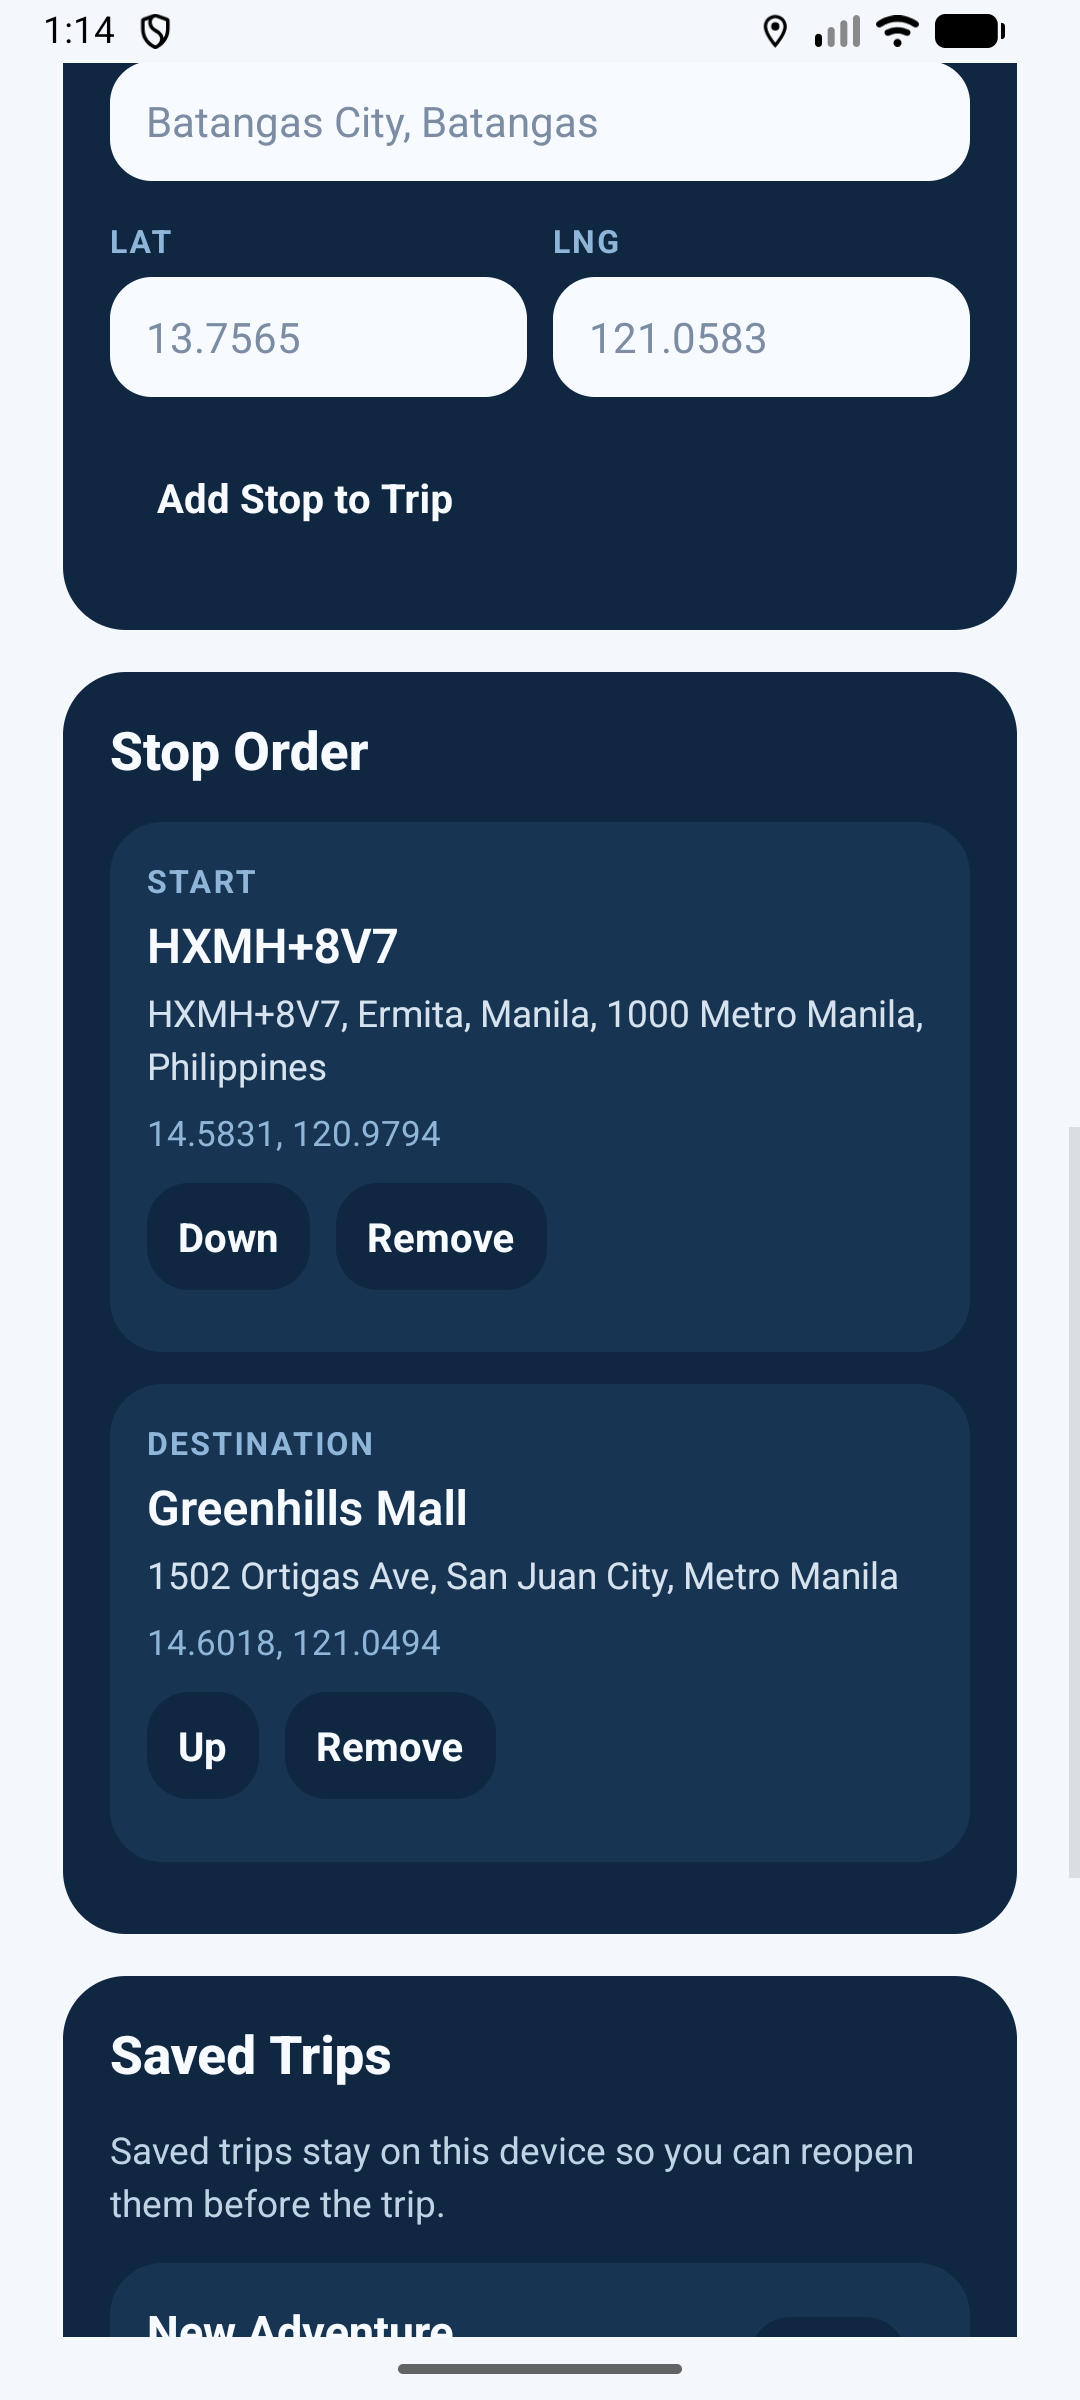 1:14
Batangas City, Batangas
LAT
LNG
13.7565
121.0583
Add Stop to Trip
Stop Order
START
HXMH+8V7
HXMH+8V7, Ermita, Manila, 1000 Metro Manila,
Philippines
14.5831, 120.9794
Down
Remove
DESTINATION
Greenhills Mall
1502 Ortigas Ave, San Juan City, Metro Manila
14.6018, 121.0494
Up
Remove
Saved Trips
Saved trips stay on this device so you can reopen
them before the trip.
New Adventure